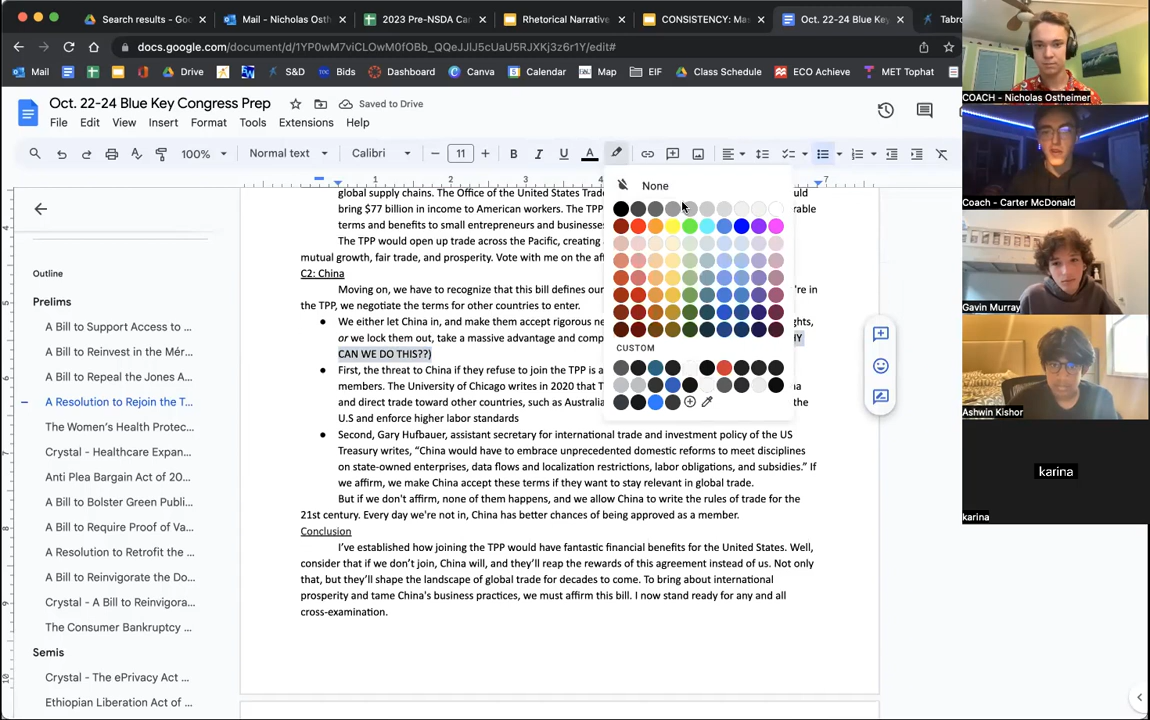 Search results - Goo
Mail - Nicholas Osth
2023 Pre-NSDA Car
Rhetorical Narrative
CONSISTENCY: Mas
Oct. 22-24 Blue Key
Tabro
docs.google.com/document/d/1YP0wM7viCLOwM0fOBb_QQeJJlJ5cUaU5RJXKj3z6r1Y/edit#
Mail
Drive
S&D
Bids
Dashboard
Canva
Calendar
Map
EIF
Class Schedule
ECO Achieve
MET Tophat
Oct. 22-24 Blue Key Congress Prep
Saved to Drive
File Edit View Insert Format Tools Extensions Help
100% Normal text Calibri 11
None
CUSTOM
1 2 3 4 5 7
Outline
Prelims
A Bill to Support Access to ...
A Bill to Reinvest in the Mér...
A Bill to Repeal the Jones A...
A Resolution to Rejoin the T...
The Women's Health Protec...
Crystal - Healthcare Expan...
Anti Plea Bargain Act of 20...
A Bill to Bolster Green Publi...
A Bill to Require Proof of Va...
A Resolution to Retrofit the ...
A Bill to Reinvigorate the Do...
Crystal - A Bill to Reinvigora...
The Consumer Bankruptcy ...
Semis
Crystal - The ePrivacy Act ...
Ethiopian Liberation Act of ...
global supply chains. The Office of the United States Trad ould
bring $77 billion in income to American workers. The TPP rable
terms and benefits to small entrepreneurs and businesse
The TPP would open up trade across the Pacific, creating
mutual growth, fair trade, and prosperity. Vote with me on the aff
C2: China
Moving on, we have to recognize that this bill defines our 're in
the TPP, we negotiate the terms for other countries to enter.
● We either let China in, and make them accept rigorous ne ghts,
or we lock them out, take a massive advantage and comp HY
CAN WE DO THIS??)
● First, the threat to China if they refuse to join the TPP is a
members. The University of Chicago writes in 2020 that T na
and direct trade toward other countries, such as Australia the
U.S and enforce higher labor standards
● Second, Gary Hufbauer, assistant secretary for international trade and investment policy of the US
Treasury writes, "China would have to embrace unprecedented domestic reforms to meet disciplines
on state-owned enterprises, data flows and localization restrictions, labor obligations, and subsidies." If
we affirm, we make China accept these terms if they want to stay relevant in global trade.
But if we don't affirm, none of them happens, and we allow China to write the rules of trade for the
21st century. Every day we're not in, China has better chances of being approved as a member.
Conclusion
I've established how joining the TPP would have fantastic financial benefits for the United States. Well,
consider that if we don't join, China will, and they'll reap the rewards of this agreement instead of us. Not only
that, but they'll shape the landscape of global trade for decades to come. To bring about international
prosperity and tame China's business practices, we must affirm this bill. I now stand ready for any and all
cross-examination.
COACH - Nicholas Ostheimer
Coach - Carter McDonald
Gavin Murray
Ashwin Kishor
karina
karina